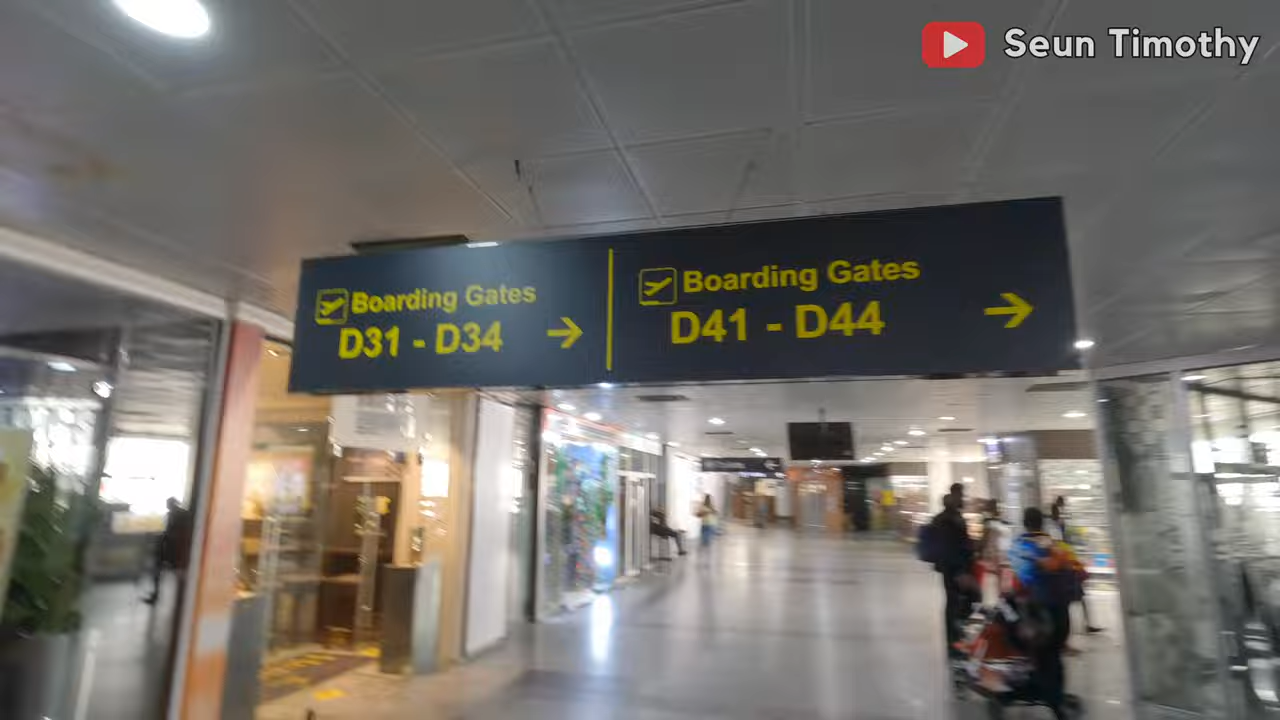 Seun Timothy
Boarding Gates
D31 - D34
Boarding Gates
D41 - D44